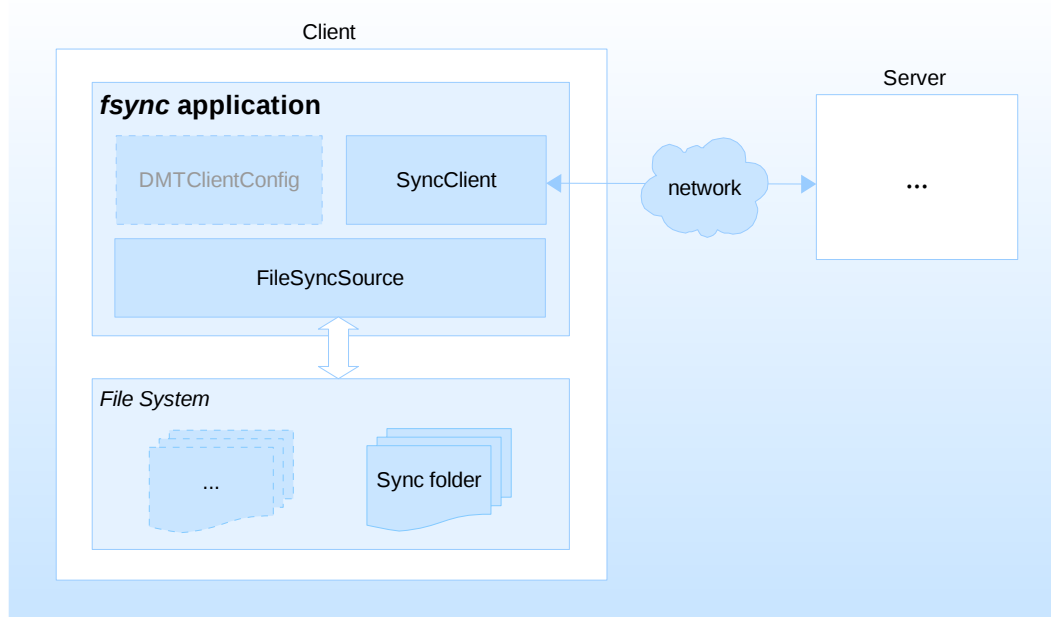 Client
Server
fsync application
DMTClientConfig
SyncClient
network
...
FileSyncSource
File System
...
Sync folder